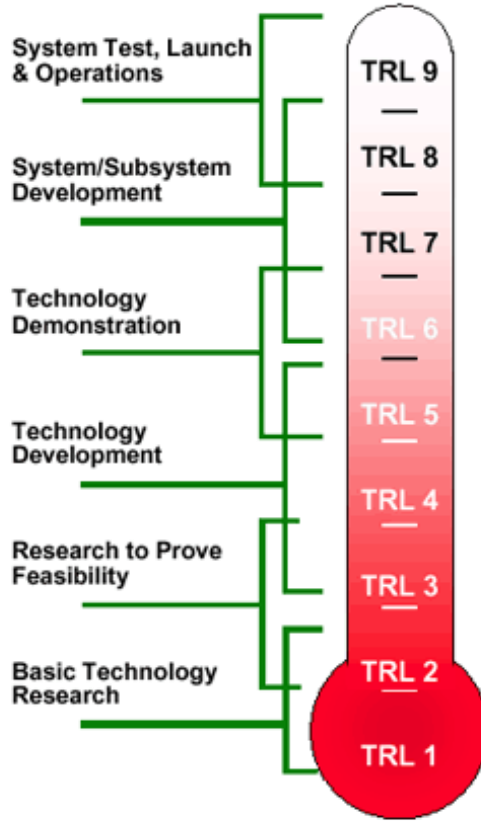 System Test, Launch
& Operations
System/Subsystem
Development
Technology
Demonstration
Technology
Development
Research to Prove
Feasibility
Basic Technology
Research
TRL 9
TRL 8
TRL 7
TRL 6
TRL 5
TRL 4
TRL 3
TRL 2
TRL 1